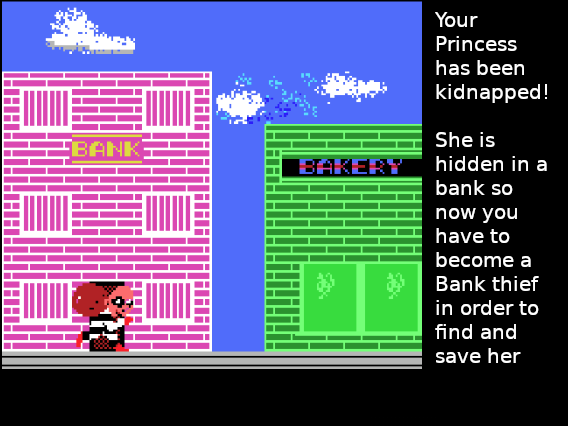 BANK
BAKERY
Your
Princess
has been
kidnapped!
She is
hidden in a
bank so
now you
have to
become a
Bank thief
in order to
find and
save her